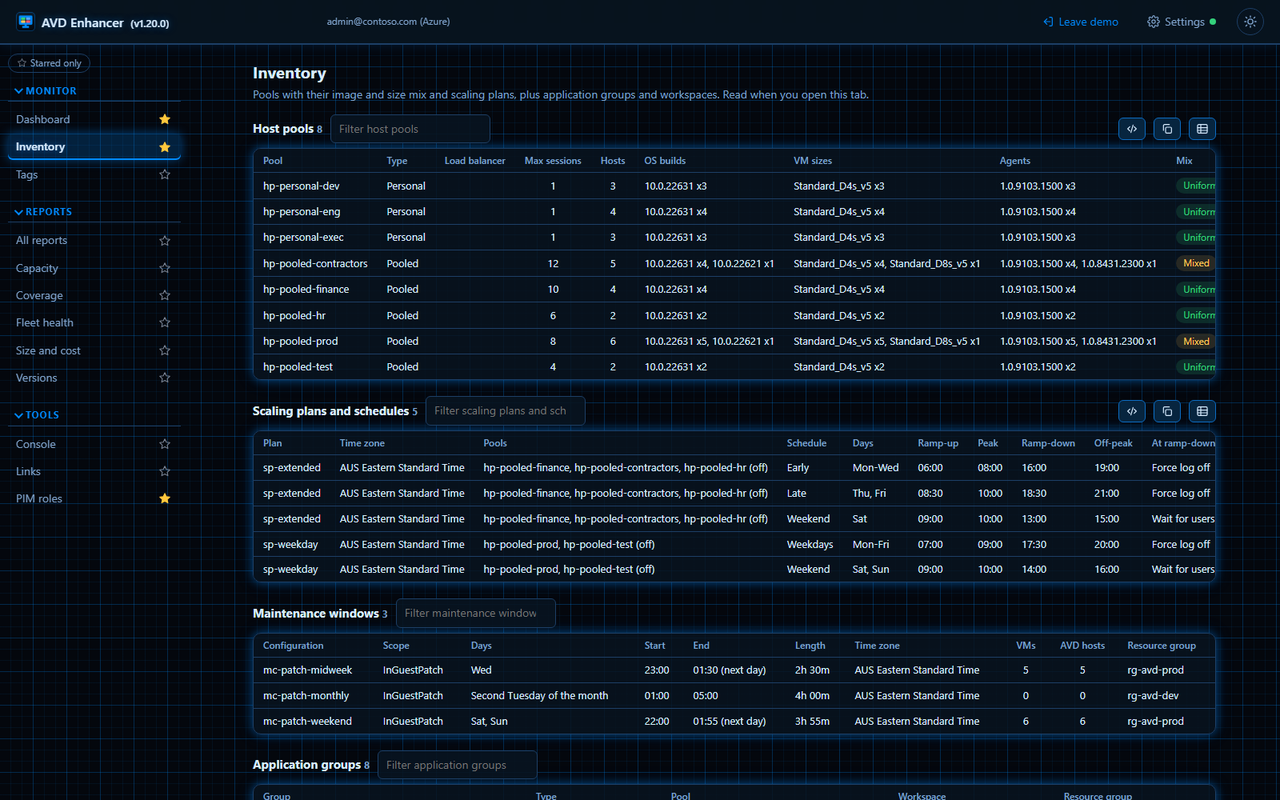 AVD Enhancer (v1.20.0)
admin@contoso.com (Azure)
Leave demo
Settings
Starred only
MONITOR
Dashboard
Inventory
Tags
REPORTS
All reports
Capacity
Coverage
Fleet health
Size and cost
Versions
TOOLS
Console
Links
PIM roles
Inventory
Pools with their image and size mix and scaling plans, plus application groups and workspaces. Read when you open this tab.
Host pools 8 Filter host pools
Pool Type Load balancer Max sessions Hosts OS builds VM sizes Agents Mix
hp-personal-dev Personal 1 3 10.0.22631 x3 Standard_D4s_v5 x3 1.0.9103.1500 x3 Uniform
hp-personal-eng Personal 1 4 10.0.22631 x4 Standard_D4s_v5 x4 1.0.9103.1500 x4 Uniform
hp-personal-exec Personal 1 3 10.0.22631 x3 Standard_D4s_v5 x3 1.0.9103.1500 x3 Uniform
hp-pooled-contractors Pooled 12 5 10.0.22631 x4, 10.0.22621 x1 Standard_D4s_v5 x4, Standard_D8s_v5 x1 1.0.9103.1500 x4, 1.0.8431.2300 x1 Mixed
hp-pooled-finance Pooled 10 4 10.0.22631 x4 Standard_D4s_v5 x4 1.0.9103.1500 x4 Uniform
hp-pooled-hr Pooled 6 2 10.0.22631 x2 Standard_D4s_v5 x2 1.0.9103.1500 x2 Uniform
hp-pooled-prod Pooled 8 6 10.0.22631 x5, 10.0.22621 x1 Standard_D4s_v5 x5, Standard_D8s_v5 x1 1.0.9103.1500 x5, 1.0.8431.2300 x1 Mixed
hp-pooled-test Pooled 4 2 10.0.22631 x2 Standard_D4s_v5 x2 1.0.9103.1500 x2 Uniform
Scaling plans and schedules 5 Filter scaling plans and sch
Plan Time zone Pools Schedule Days Ramp-up Peak Ramp-down Off-peak At ramp-down
sp-extended AUS Eastern Standard Time hp-pooled-finance, hp-pooled-contractors, hp-pooled-hr (off) Early Mon-Wed 06:00 08:00 16:00 19:00 Force log off
sp-extended AUS Eastern Standard Time hp-pooled-finance, hp-pooled-contractors, hp-pooled-hr (off) Late Thu, Fri 08:30 10:00 18:30 21:00 Force log off
sp-extended AUS Eastern Standard Time hp-pooled-finance, hp-pooled-contractors, hp-pooled-hr (off) Weekend Sat 09:00 10:00 13:00 15:00 Wait for users
sp-weekday AUS Eastern Standard Time hp-pooled-prod, hp-pooled-test (off) Weekdays Mon-Fri 07:00 09:00 17:30 20:00 Force log off
sp-weekday AUS Eastern Standard Time hp-pooled-prod, hp-pooled-test (off) Weekend Sat, Sun 09:00 10:00 14:00 16:00 Wait for users
Maintenance windows 3 Filter maintenance window
Configuration Scope Days Start End Length Time zone VMs AVD hosts Resource group
mc-patch-midweek InGuestPatch Wed 23:00 01:30 (next day) 2h 30m AUS Eastern Standard Time 5 5 rg-avd-prod
mc-patch-monthly InGuestPatch Second Tuesday of the month 01:00 05:00 4h 00m AUS Eastern Standard Time 0 0 rg-avd-dev
mc-patch-weekend InGuestPatch Sat, Sun 22:00 01:55 (next day) 3h 55m AUS Eastern Standard Time 6 6 rg-avd-prod
Application groups 8 Filter application groups
Group Type Pool Workspace Resource group